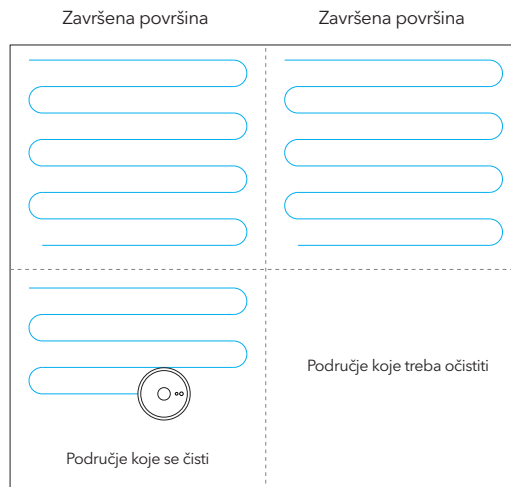 Završena površina
Završena površina
Područje koje treba očistiti
Područje koje se čisti